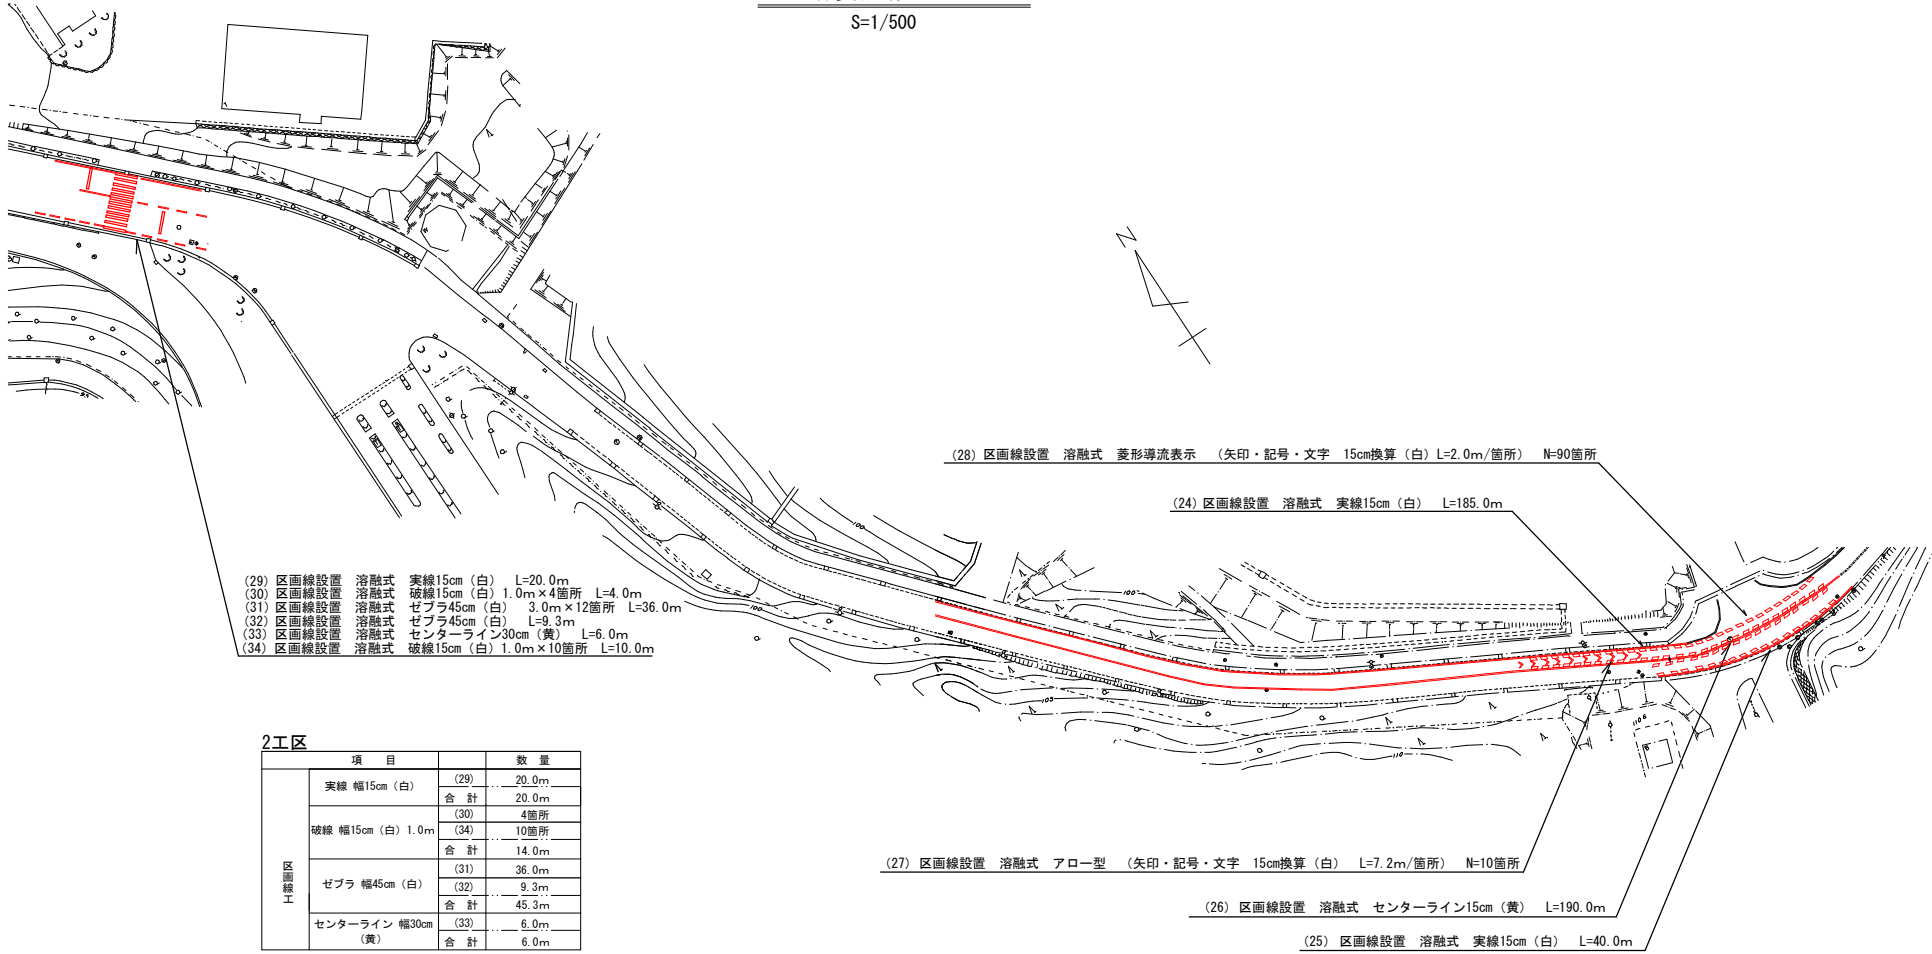 S=1/500
N
(28) 区画線設置 溶融式 菱形導流表示 (矢印・記号・文字 15cm換算(白) L=2.0m/箇所) N=90箇所
(24) 区画線設置 溶融式 実線15cm(白) L=185.0m
(29) 区画線設置 溶融式 実線15cm(白) L=20.0m
(30) 区画線設置 溶融式 破線15cm(白) 1.0m×4箇所 L=4.0m
(31) 区画線設置 溶融式 ゼブラ45cm(白) 3.0m×12箇所 L=36.0m
(32) 区画線設置 溶融式 ゼブラ45cm(白) L=9.3m
(33) 区画線設置 溶融式 センターライン30cm(黄) L=6.0m
(34) 区画線設置 溶融式 破線15cm(白) 1.0m×10箇所 L=10.0m
100
100
100
105
106
110
2工区
項 目 数 量
区画線工
実線 幅15cm(白) (29) 20.0m
合 計 20.0m
破線 幅15cm(白) 1.0m (30) 4箇所
(34) 10箇所
合 計 14.0m
ゼブラ 幅45cm(白) (31) 36.0m
(32) 9.3m
合 計 45.3m
センターライン 幅30cm(黄) (33) 6.0m
合 計 6.0m
(27) 区画線設置 溶融式 アロー型 (矢印・記号・文字 15cm換算(白) L=7.2m/箇所) N=10箇所
(26) 区画線設置 溶融式 センターライン15cm(黄) L=190.0m
(25) 区画線設置 溶融式 実線15cm(白) L=40.0m